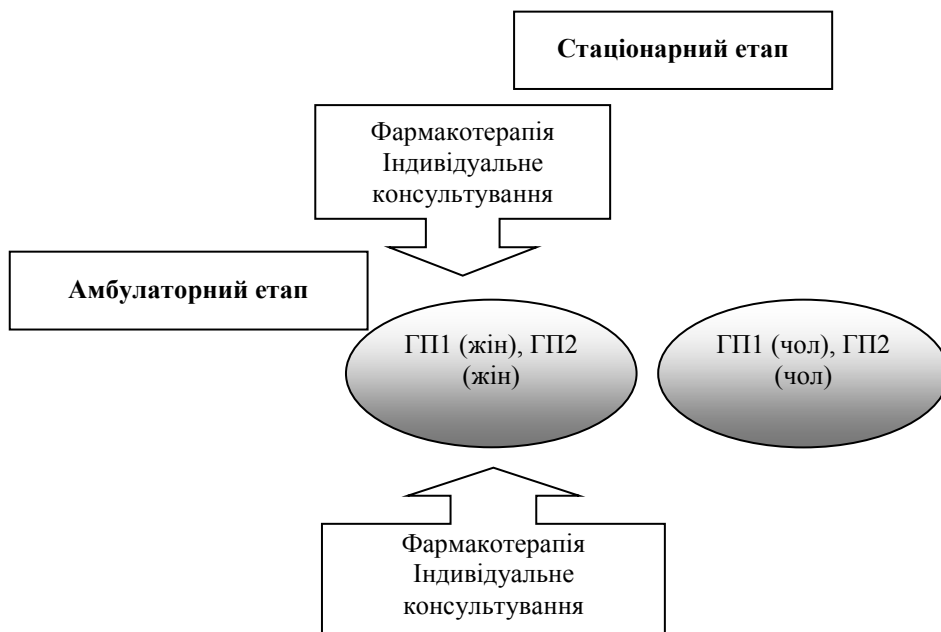 Стаціонарний етап
Фармакотерапія
Індивідуальне
консультування
Амбулаторний етап
ГП1 (жін), ГП2
(жін)
ГП1 (чол), ГП2
(чол)
Фармакотерапія
Індивідуальне
консультування